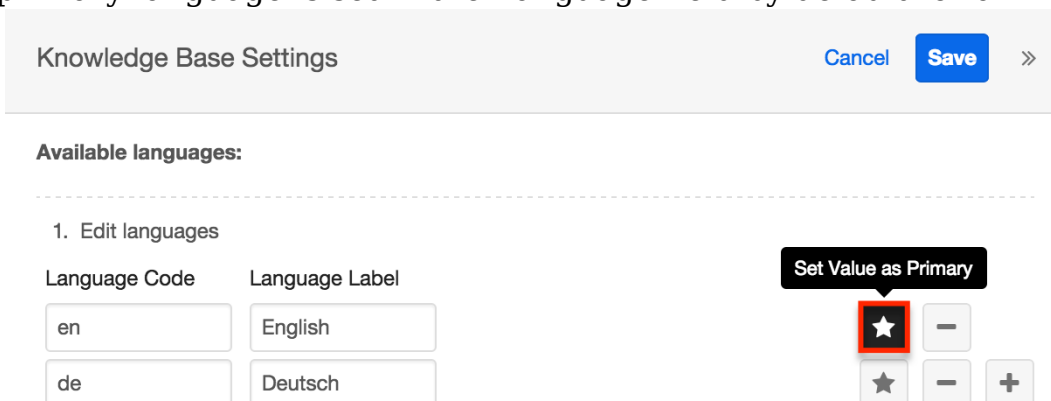 Knowledge Base Settings Cancel Save »
Available languages:
1. Edit languages
Language Code Language Label Set Value as Primary
en English
de Deutsch